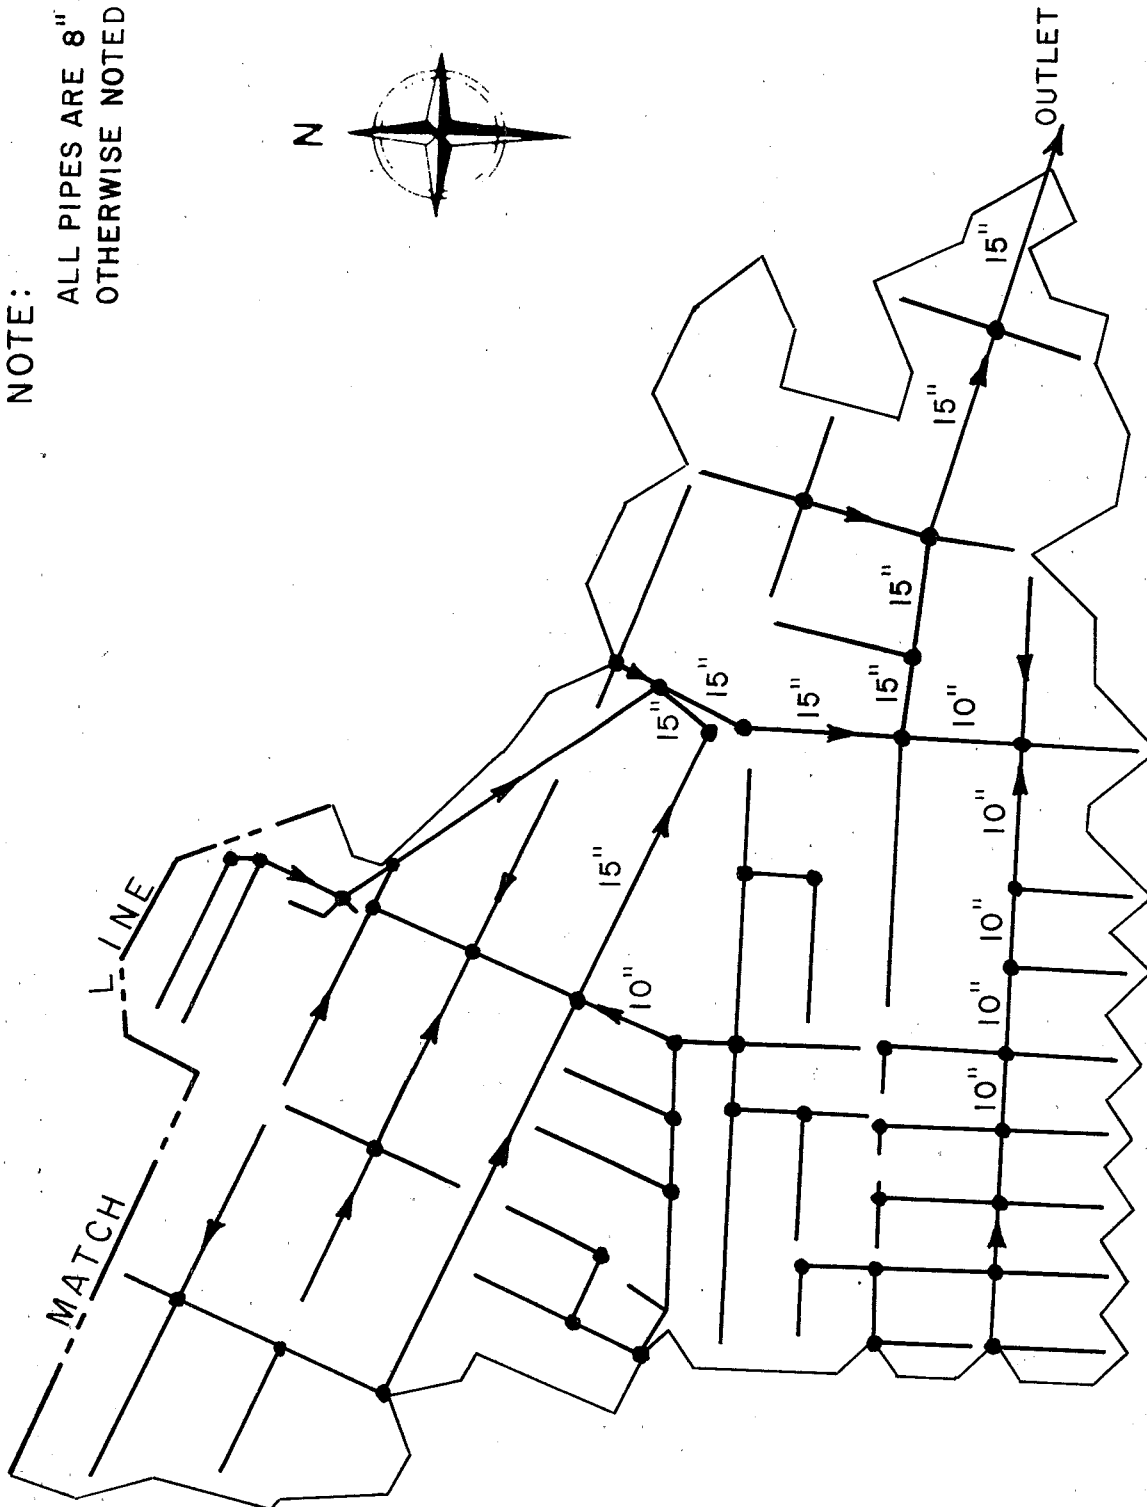 NOTE:
ALL PIPES ARE 8"
OTHERWISE NOTED
N
MATCH LINE
OUTLET
15"
15"
15"
15"
15"
15"
15"
15"
10"
10"
10"
10"
10"
10"